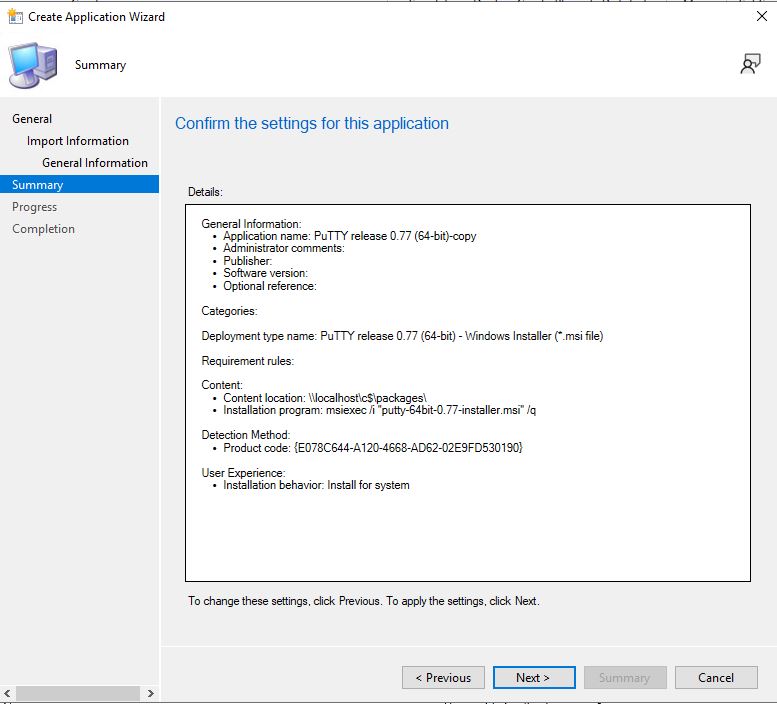 Create Application Wizard
Summary
General
Import Information
General Information
Summary
Progress
Completion
Confirm the settings for this application
Details:
General Information:
• Application name: PuTTY release 0.77 (64-bit)-copy
• Administrator comments:
• Publisher:
• Software version:
• Optional reference:
Categories:
Deployment type name: PuTTY release 0.77 (64-bit) - Windows Installer (*.msi file)
Requirement rules:
Content:
• Content location: \\localhost\c$\packages\
• Installation program: msiexec /i "putty-64bit-0.77-installer.msi" /q
Detection Method:
• Product code: {E078C644-A120-4668-AD62-02E9FD530190}
User Experience:
• Installation behavior: Install for system
To change these settings, click Previous. To apply the settings, click Next.
< Previous
Next >
Summary
Cancel